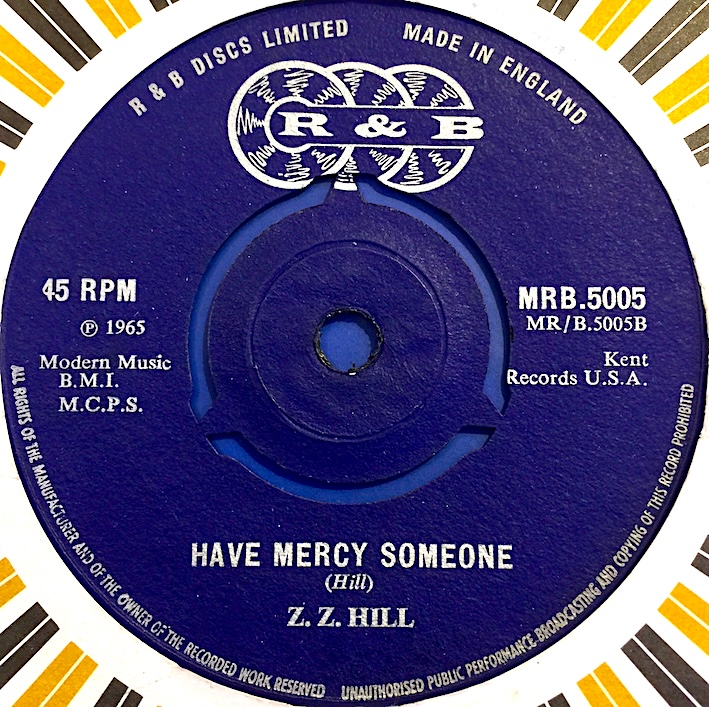 R & B DISCS LIMITED MADE IN ENGLAND
R & B
45 RPM
℗ 1965
Modern Music
B.M.I.
M.C.P.S.
MRB.5005
MR/B.5005B
Kent
Records U.S.A.
HAVE MERCY SOMEONE
(Hill)
Z. Z. HILL
ALL RIGHTS OF THE MANUFACTURER AND OF THE OWNER OF THE RECORDED WORK RESERVED UNAUTHORISED PUBLIC PERFORMANCE BROADCASTING AND COPYING OF THIS RECORD PROHIBITED